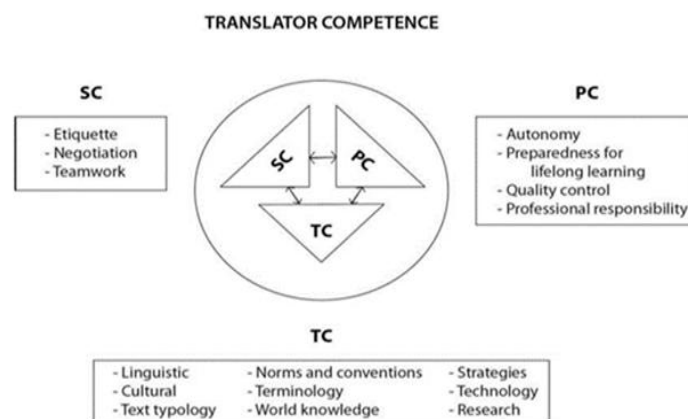 TRANSLATOR COMPETENCE
SC
- Etiquette
- Negotiation
- Teamwork
PC
- Autonomy
- Preparedness for
lifelong learning
- Quality control
- Professional responsibility
SC
PC
TC
TC
- Linguistic - Norms and conventions - Strategies
- Cultural - Terminology - Technology
- Text typology - World knowledge - Research